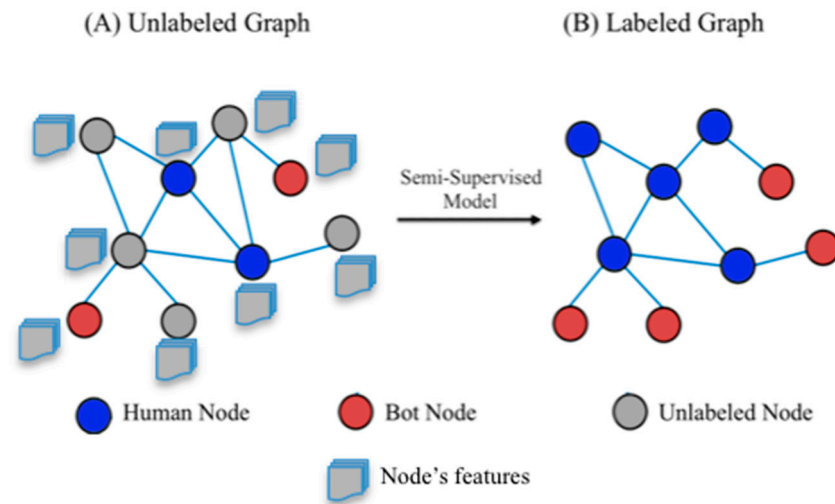 (A) Unlabeled Graph
(B) Labeled Graph
Semi-Supervised
Model
Human Node
Bot Node
Unlabeled Node
Node's features